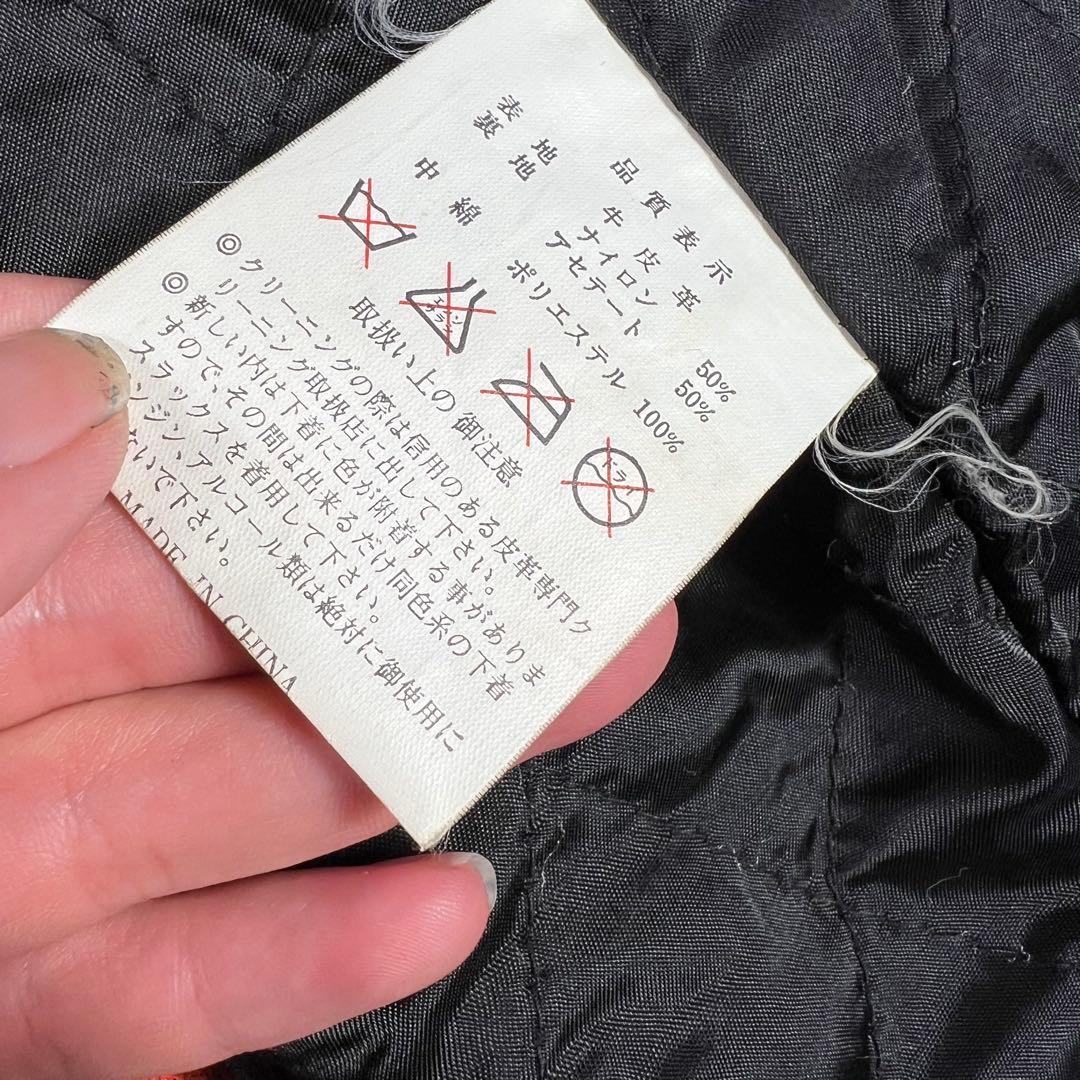 品質表示
表地 牛皮革
裏地 ナイロン 50%
アセテート 50%
中綿 ポリエステル 100%
ドライ
取扱い上の御注意
◎クリーニングの際は信用のある皮革専門ク
リーニング取扱店に出して下さい。
◎新しい内は下着に色が附着する事がありま
すので、その間は出来るだけ同色系の下着
スラックスを着用して下さい。
ンジン、アルコール類は絶対に御使用に
ないで下さい。
MADE IN CHINA